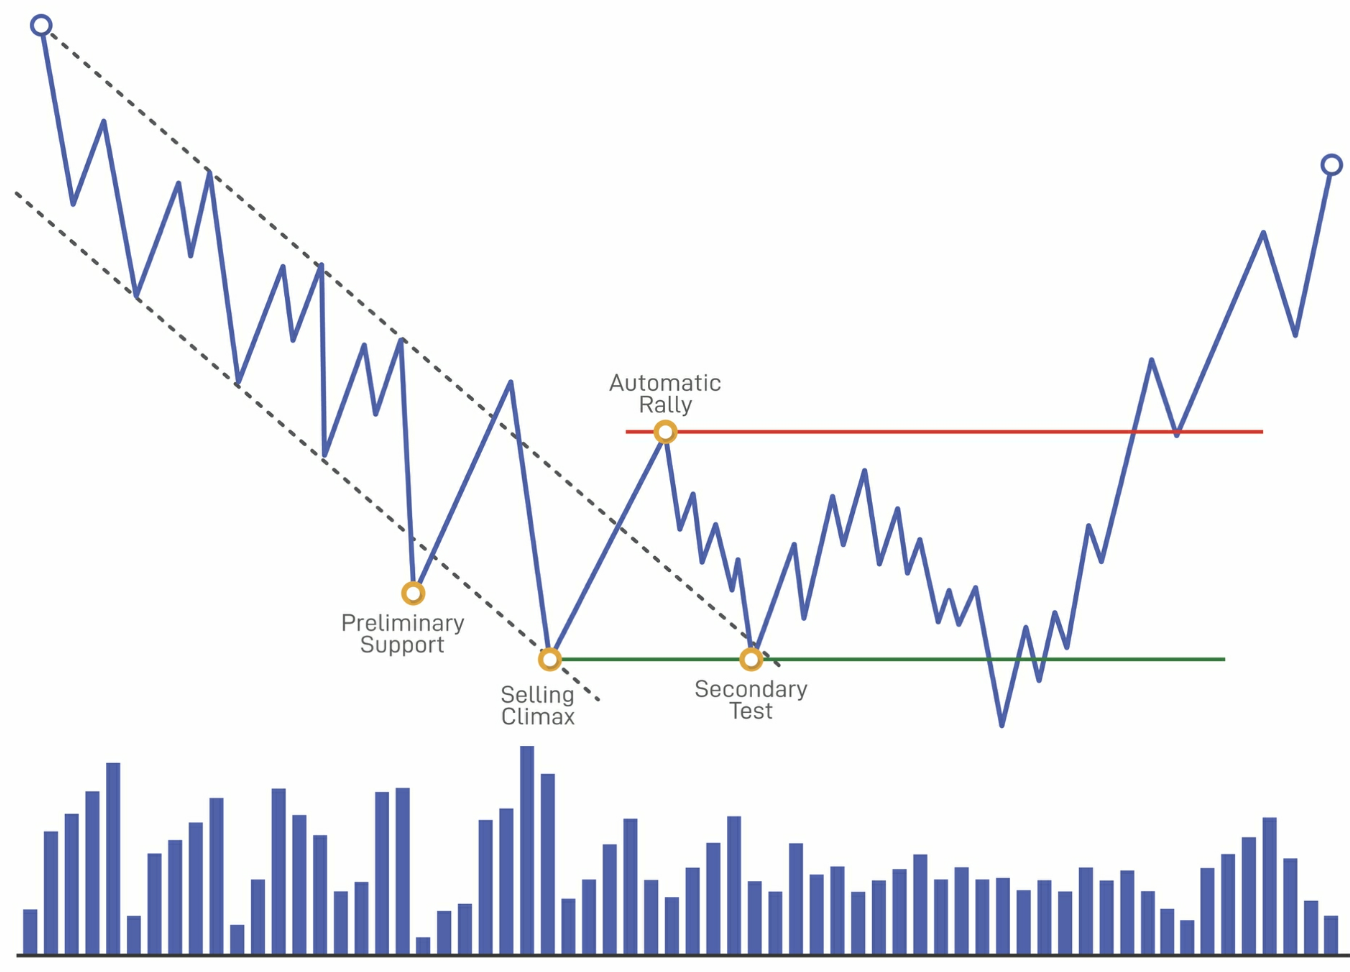 Automatic
Rally
Preliminary
Support
Selling
Climax
Secondary
Test